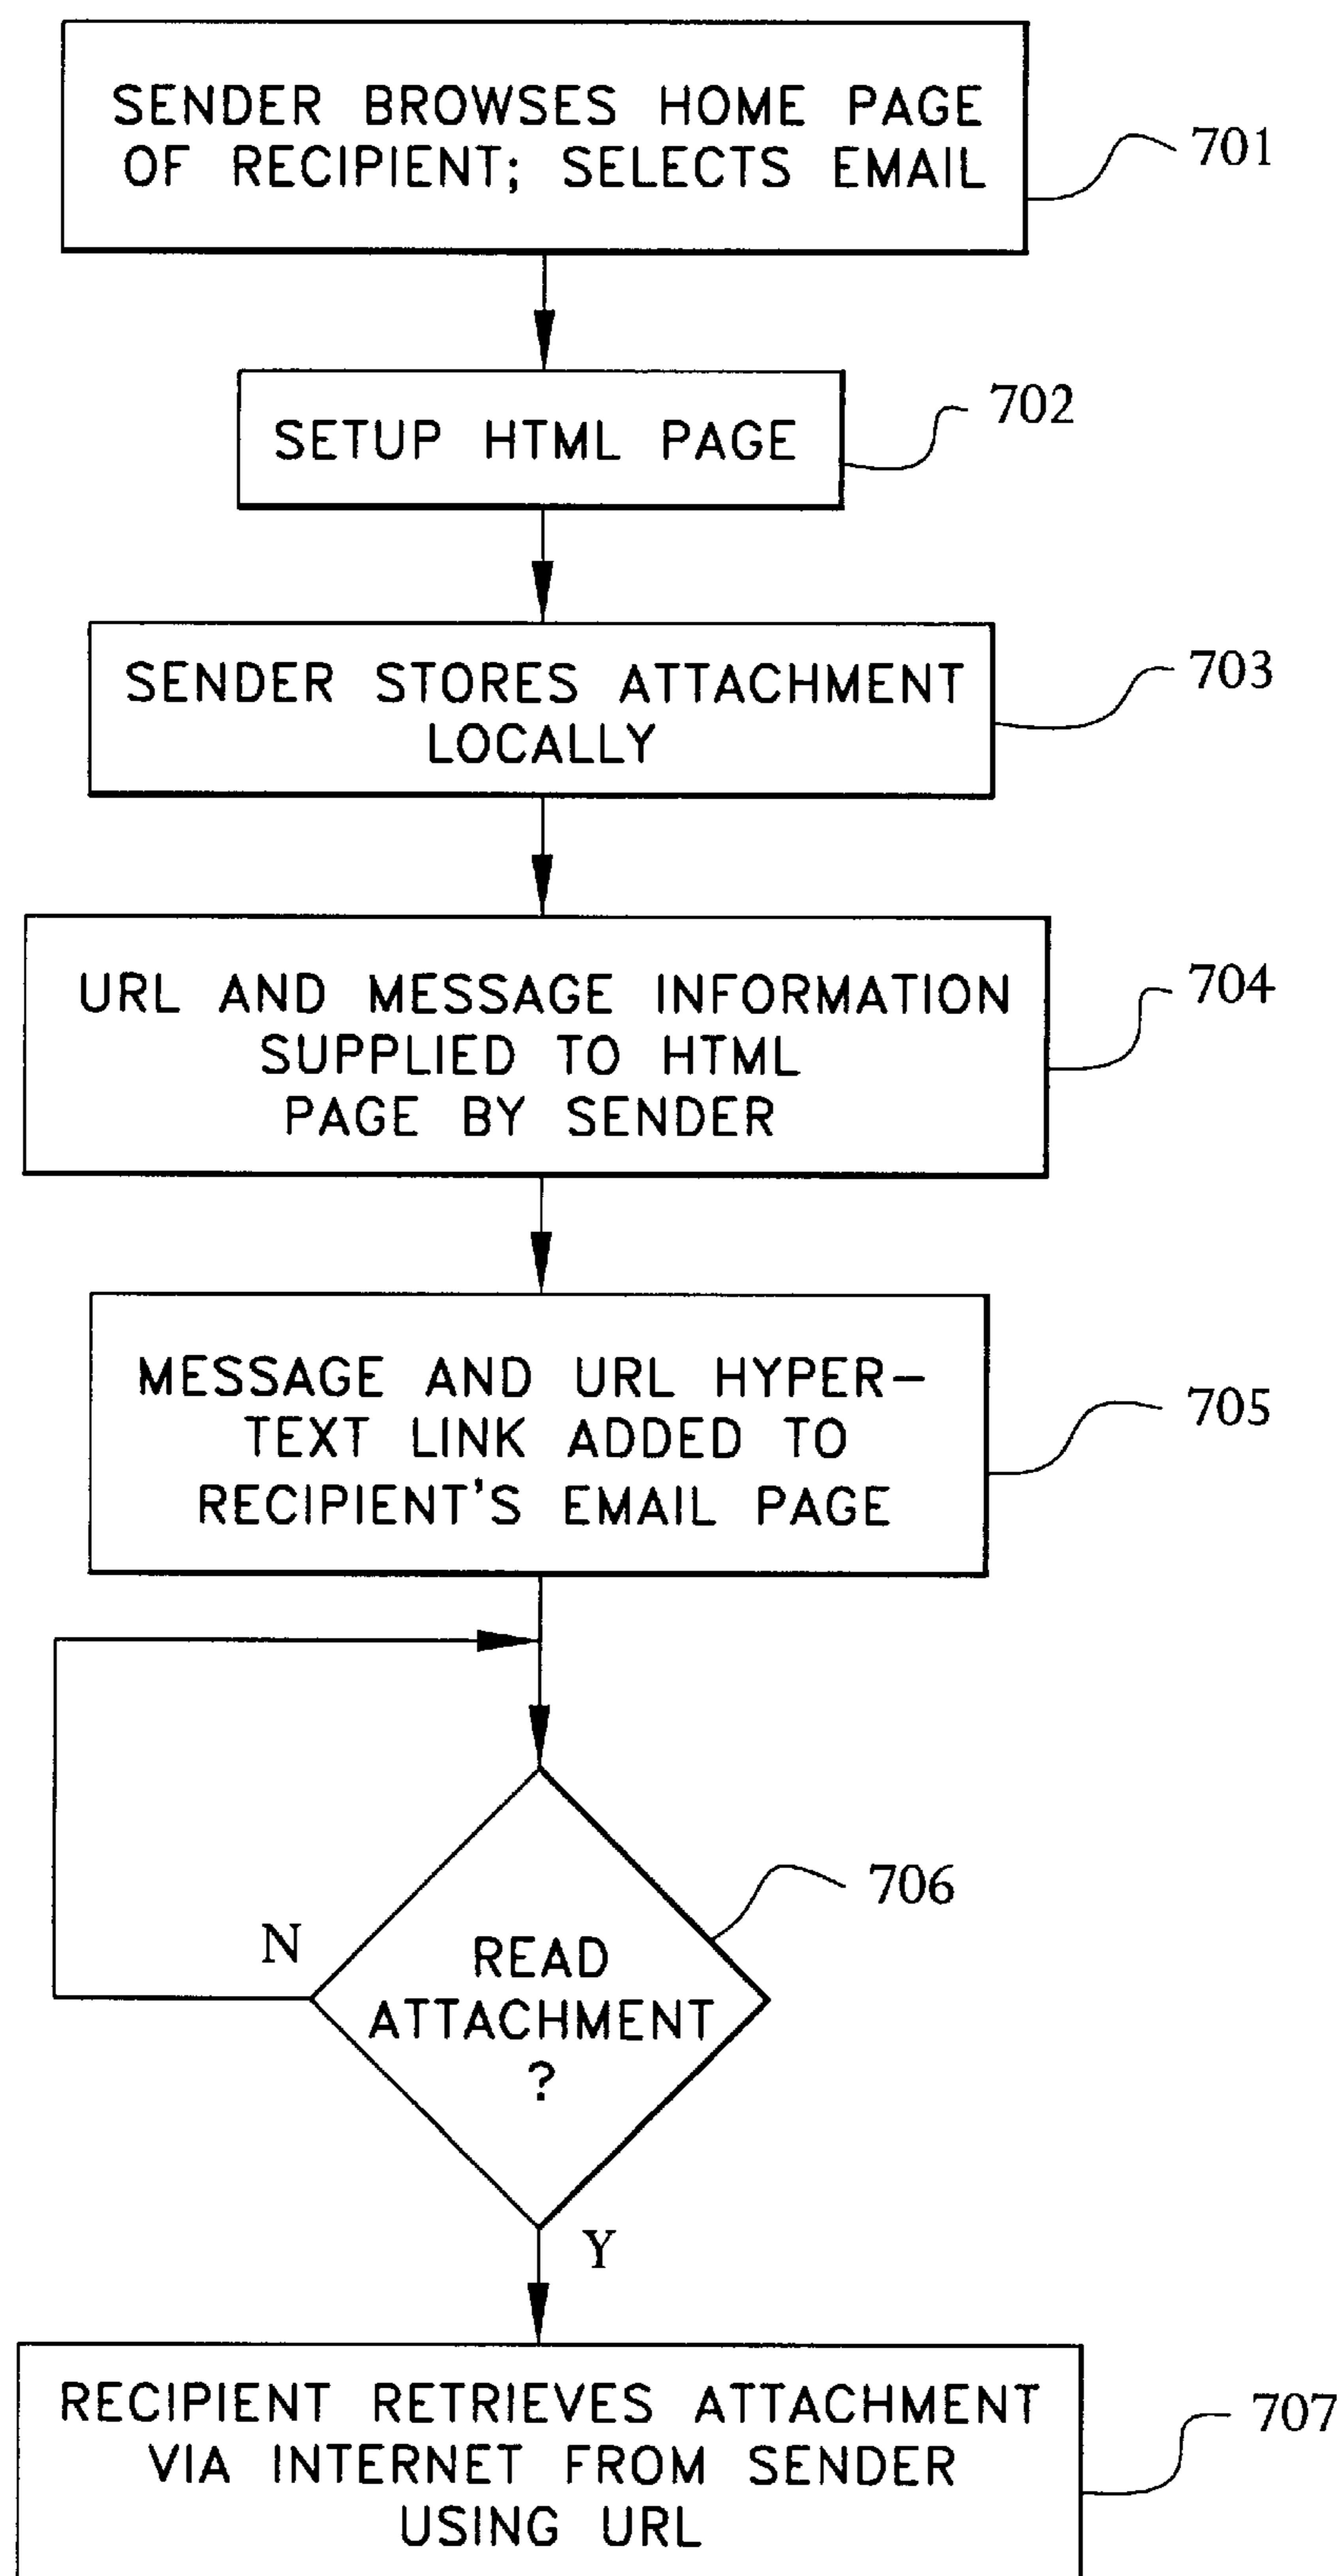 SENDER BROWSES HOME PAGE
OF RECIPIENT; SELECTS EMAIL
701
SETUP HTML PAGE
702
SENDER STORES ATTACHMENT
LOCALLY
703
URL AND MESSAGE INFORMATION
SUPPLIED TO HTML
PAGE BY SENDER
704
MESSAGE AND URL HYPER-
TEXT LINK ADDED TO
RECIPIENT'S EMAIL PAGE
705
N
READ
ATTACHMENT
?
706
Y
RECIPIENT RETRIEVES ATTACHMENT
VIA INTERNET FROM SENDER
USING URL
707